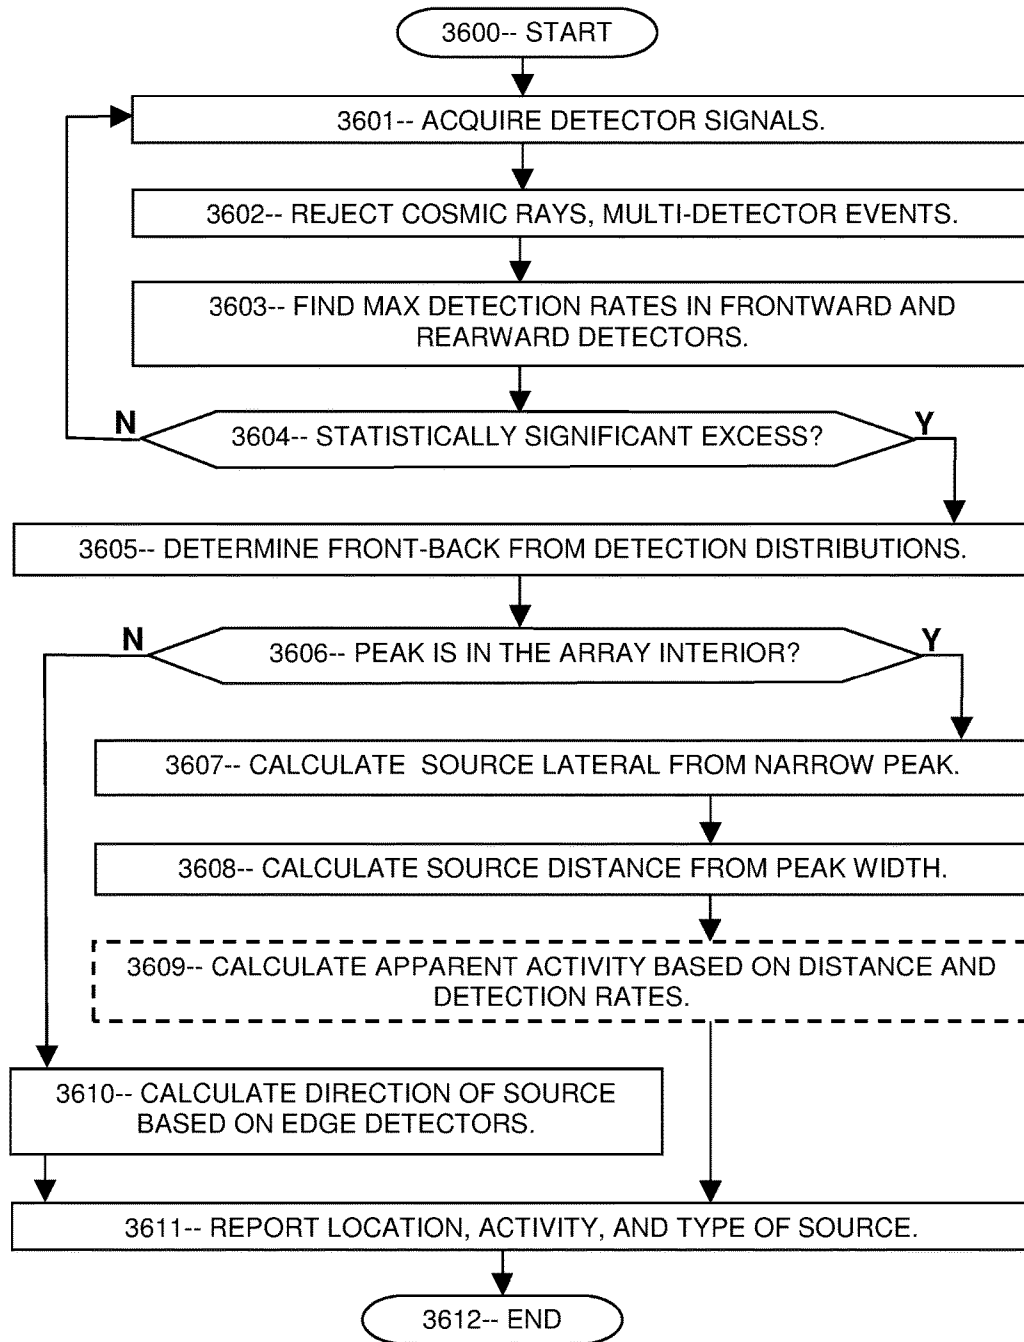 3600-- START
3601-- ACQUIRE DETECTOR SIGNALS.
3602-- REJECT COSMIC RAYS, MULTI-DETECTOR EVENTS.
3603-- FIND MAX DETECTION RATES IN FRONTWARD AND
REARWARD DETECTORS.
N
3604-- STATISTICALLY SIGNIFICANT EXCESS?
Y
3605-- DETERMINE FRONT-BACK FROM DETECTION DISTRIBUTIONS.
N
3606-- PEAK IS IN THE ARRAY INTERIOR?
Y
3607-- CALCULATE SOURCE LATERAL FROM NARROW PEAK.
3608-- CALCULATE SOURCE DISTANCE FROM PEAK WIDTH.
3609-- CALCULATE APPARENT ACTIVITY BASED ON DISTANCE AND
DETECTION RATES.
3610-- CALCULATE DIRECTION OF SOURCE
BASED ON EDGE DETECTORS.
3611-- REPORT LOCATION, ACTIVITY, AND TYPE OF SOURCE.
3612-- END